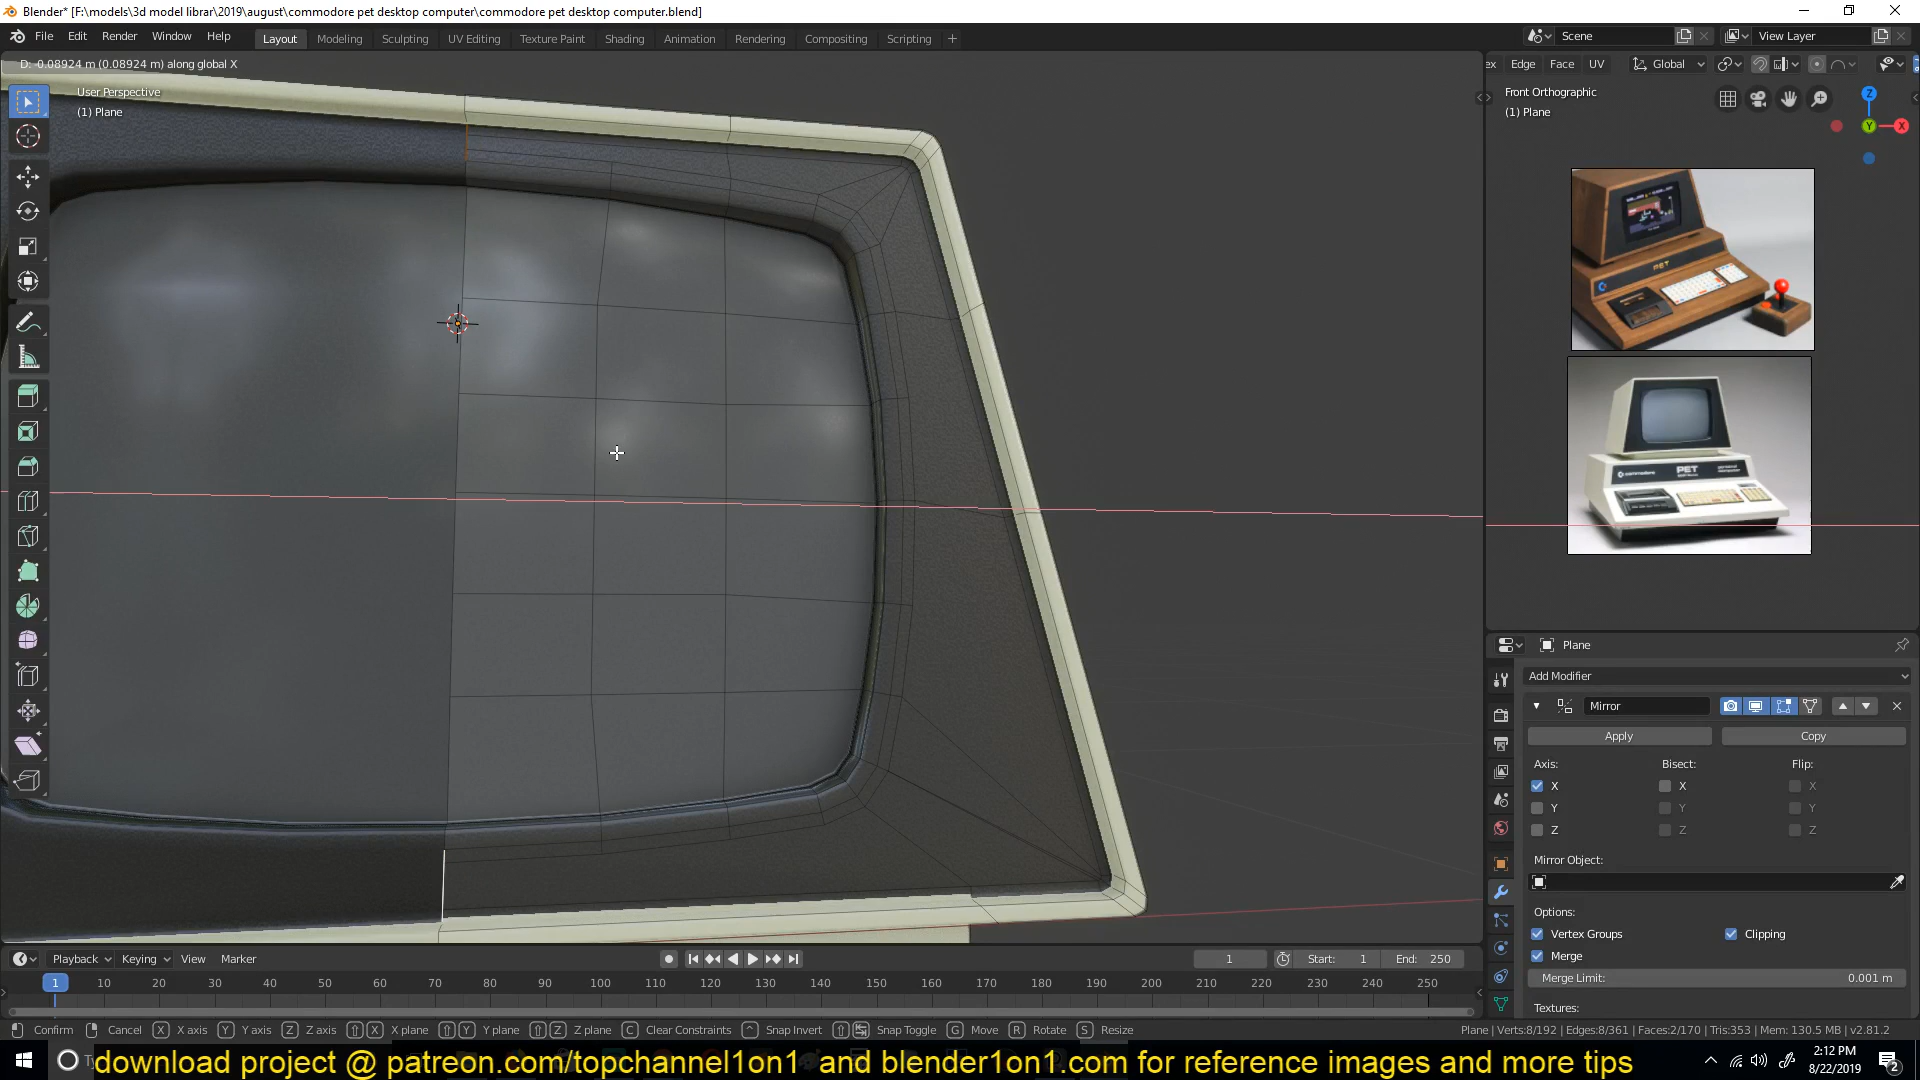 Blender* [F:\models\3d model librar\2019\august\commodore pet desktop computer\commodore pet desktop computer.blend]
File Edit Render Window Help Layout Modeling Sculpting UV Editing Texture Paint Shading Animation Rendering Compositing Scripting + Scene View Layer
D: -0.08924 m (0.08924 m) along global X
ex Edge Face UV Global
User Perspective
(1) Plane
Front Orthographic
(1) Plane
Z
Y
X
PET
commodore PET
Plane
Add Modifier
Mirror
Apply Copy
Axis: Bisect: Flip:
X X X
Y Y Y
Z Z Z
Mirror Object:
Options:
Vertex Groups Clipping
Merge
Merge Limit: 0.001 m
Textures:
Playback Keying View Marker 1 Start: 1 End: 250
1 10 20 30 40 50 60 70 80 90 100 110 120 130 140 150 160 170 180 190 200 210 220 230 240 250
Confirm Cancel X X axis Y Y axis Z Z axis X X plane Y Y plane Z Z plane C Clear Constraints ^ Snap Invert Snap Toggle G Move R Rotate S Resize Plane | Verts:8/192 | Edges:8/361 | Faces:2/170 | Tris:353 | Mem: 130.5 MB | v2.81.2
download project @ patreon.com/topchannel1on1 and blender1on1.com for reference images and more tips
2:12 PM
8/22/2019
2